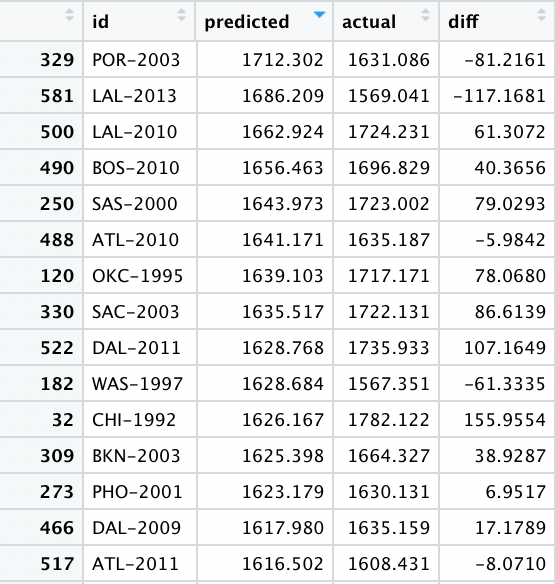 id predicted actual diff
329 POR-2003 1712.302 1631.086 -81.2161
581 LAL-2013 1686.209 1569.041 -117.1681
500 LAL-2010 1662.924 1724.231 61.3072
490 BOS-2010 1656.463 1696.829 40.3656
250 SAS-2000 1643.973 1723.002 79.0293
488 ATL-2010 1641.171 1635.187 -5.9842
120 OKC-1995 1639.103 1717.171 78.0680
330 SAC-2003 1635.517 1722.131 86.6139
522 DAL-2011 1628.768 1735.933 107.1649
182 WAS-1997 1628.684 1567.351 -61.3335
32 CHI-1992 1626.167 1782.122 155.9554
309 BKN-2003 1625.398 1664.327 38.9287
273 PHO-2001 1623.179 1630.131 6.9517
466 DAL-2009 1617.980 1635.159 17.1789
517 ATL-2011 1616.502 1608.431 -8.0710